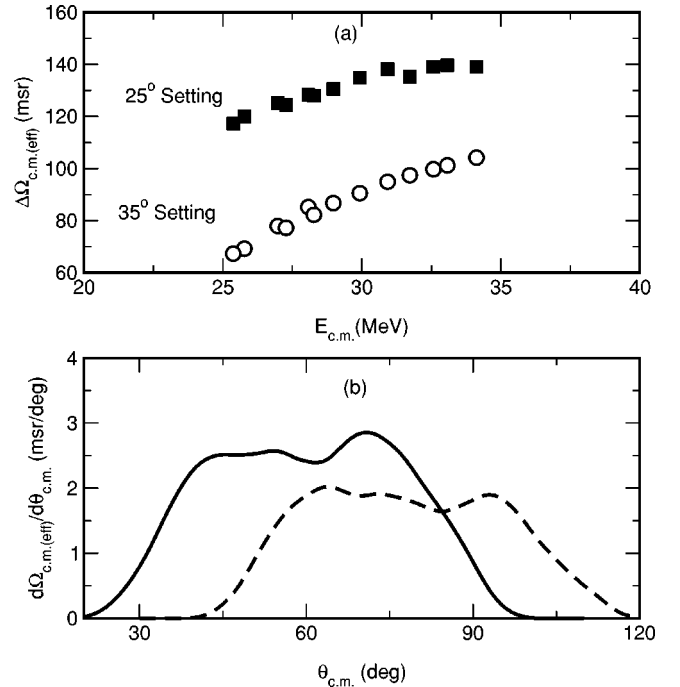 160
(a)
140
25° Setting
120
100
35° Setting
80
60
20 25 30 35 40
ΔΩc.m.(eff) (msr)
Ec.m.(MeV)
4
(b)
3
2
1
0
30 60 90 120
dΩc.m.(eff)/dθc.m. (msr/deg)
θc.m. (deg)